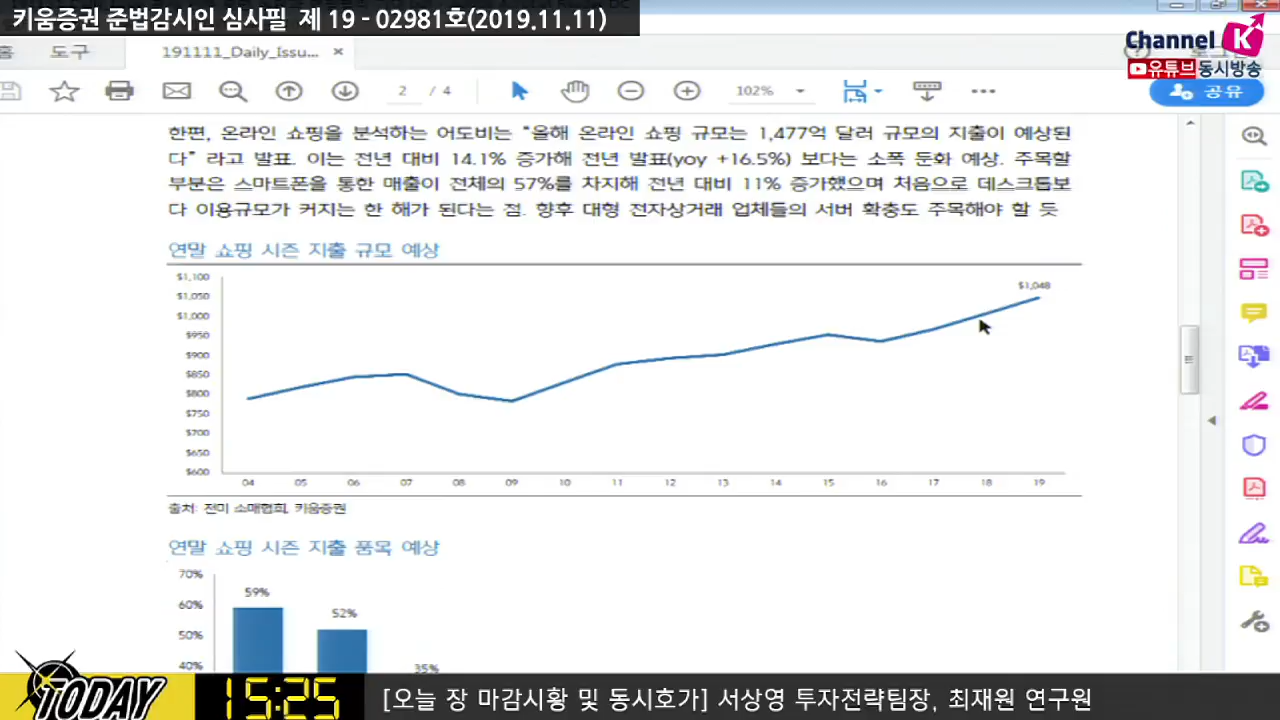 키움증권 준법감시인 심사필 제 19 - 02981호(2019.11.11)
Channel K
유튜브동시방송
도구
191111_Daily_Issu... ×
2 / 4
102%
공유
한편, 온라인 쇼핑을 분석하는 어도비는 “올해 온라인 쇼핑 규모는 1,477억 달러 규모의 지출이 예상된
다” 라고 발표. 이는 전년 대비 14.1% 증가해 전년 발표(yoy +16.5%) 보다는 소폭 둔화 예상. 주목할
부분은 스마트폰을 통한 매출이 전체의 57%를 차지해 전년 대비 11% 증가했으며 처음으로 데스크톱보
다 이용규모가 커지는 한 해가 된다는 점. 향후 대형 전자상거래 업체들의 서버 확충도 주목해야 할 듯
연말 쇼핑 시즌 지출 규모 예상
$1,100
$1,050
$1,000
$950
$900
$850
$800
$750
$700
$650
$600
$1,048
04 05 06 07 08 09 10 11 12 13 14 15 16 17 18 19
출처: 전미 소매협회, 키움증권
연말 쇼핑 시즌 지출 품목 예상
70%
60%
50%
40%
59%
52%
35%
TODAY
15:25
[오늘 장 마감시황 및 동시호가] 서상영 투자전략팀장, 최재원 연구원